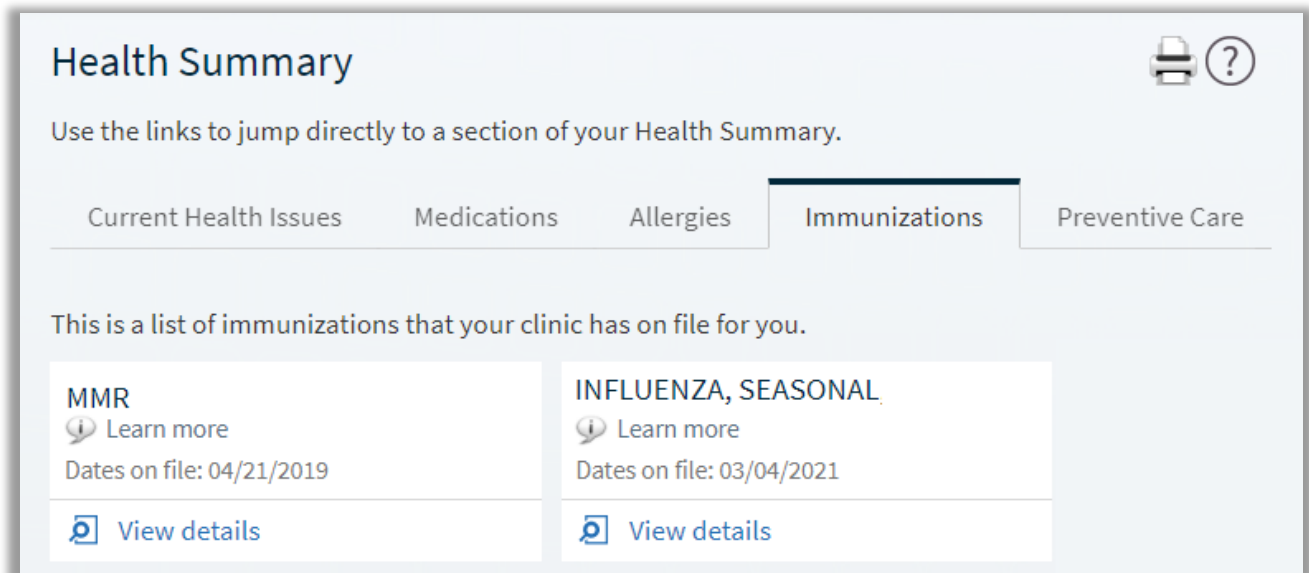 Health Summary
?
Use the links to jump directly to a section of your Health Summary.
Current Health Issues Medications Allergies Immunizations Preventive Care
This is a list of immunizations that your clinic has on file for you.
MMR
i Learn more
Dates on file: 04/21/2019
View details
INFLUENZA, SEASONAL,
i Learn more
Dates on file: 03/04/2021
View details